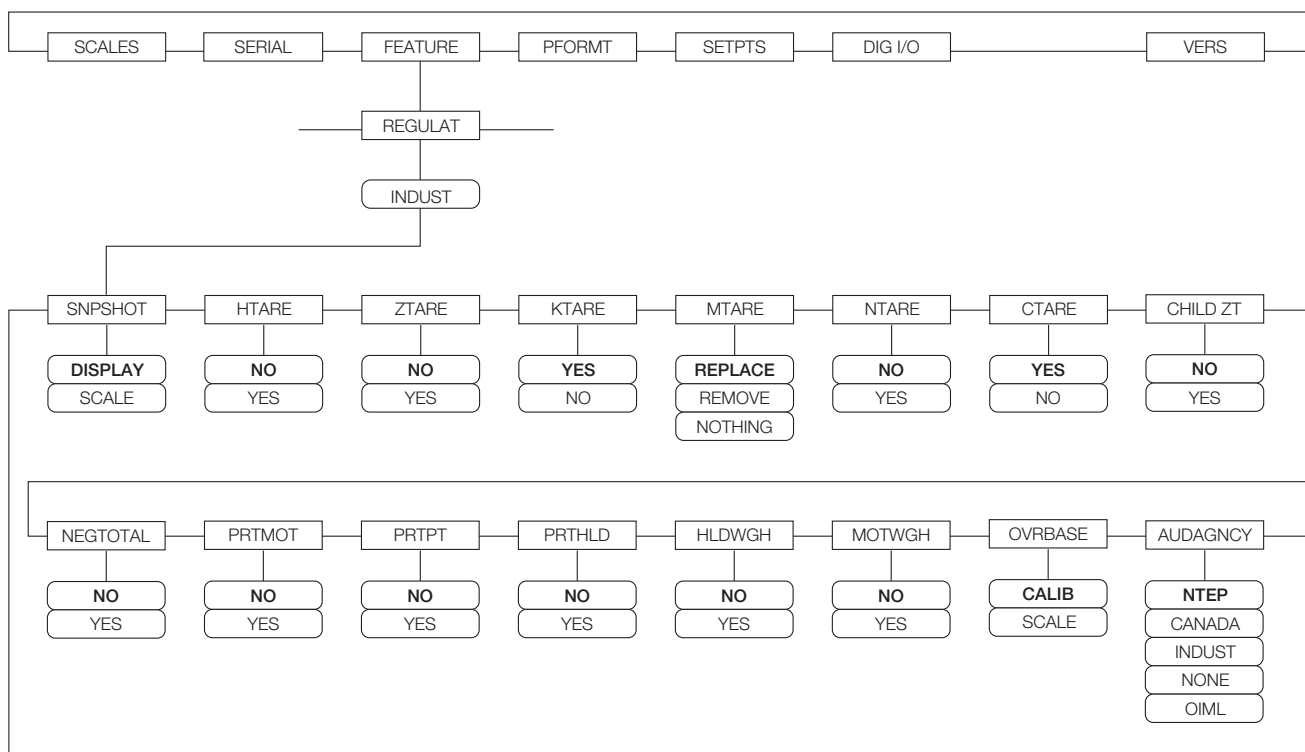 SCALES SERIAL FEATURE PFORMT SETPTS DIG I/O VERS
REGULAT
INDUST
SNPSHOT HTARE ZTARE KTARE MTARE NTARE CTARE CHILD ZT
DISPLAY NO NO YES REPLACE NO YES NO
SCALE YES YES NO REMOVE YES NO YES
NOTHING
NEGTOTAL PRTMOT PRTPT PRTHLD HLDWGH MOTWGH OVRBASE AUDAGNCY
NO NO NO NO NO NO CALIB NTEP
YES YES YES YES YES YES SCALE CANADA
INDUST
NONE
OIML